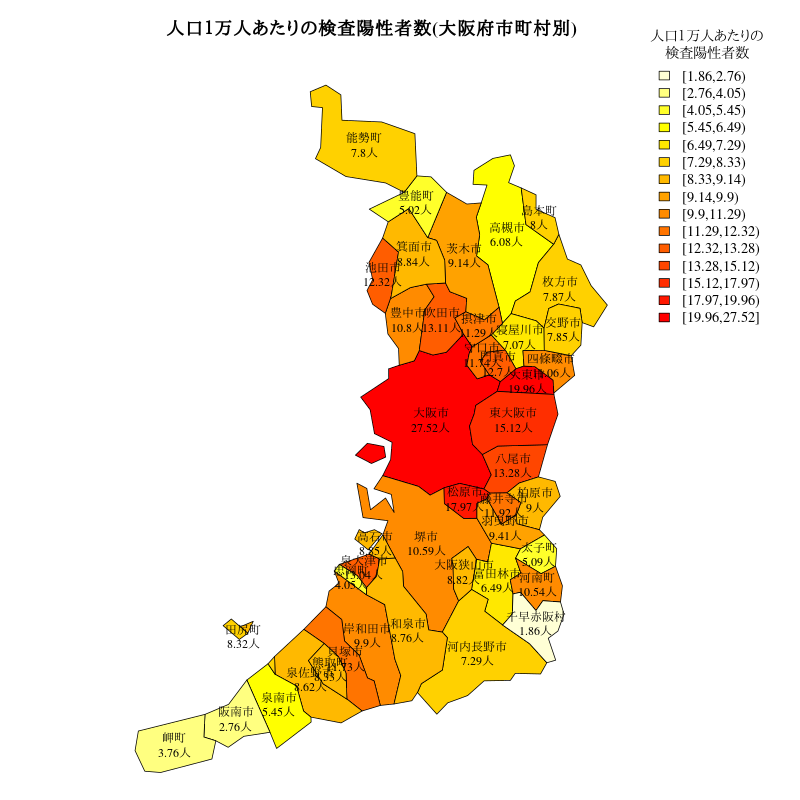 人口1万人あたりの検査陽性者数(大阪府市町村別)
人口1万人あたりの
検査陽性者数
[1.86,2.76)
[2.76,4.05)
[4.05,5.45)
[5.45,6.49)
[6.49,7.29)
[7.29,8.33)
[8.33,9.14)
[9.14,9.9)
[9.9,11.29)
[11.29,12.32)
[12.32,13.28)
[13.28,15.12)
[15.12,17.97)
[17.97,19.96)
[19.96,27.52]
能勢町
7.8人
豊能町
5.02人
島本町
8人
高槻市
6.08人
箕面市
8.84人
茨木市
9.14人
池田市
12.32人
枚方市
7.87人
豊中市
10.8人
吹田市
13.11人
摂津市
11.29人
寝屋川市
7.07人
交野市
7.85人
守口市
11.74人
門真市
12.7人
四條畷市
大東市
19.96人
大阪市
27.52人
東大阪市
15.12人
八尾市
13.28人
松原市
17.97人
藤井寺市
11.92人
柏原市
9人
羽曳野市
9.41人
高石市
堺市
10.59人
太子町
5.09人
大阪狭山市
8.82人
富田林市
6.49人
河南町
10.54人
泉大津市
4.05人
千早赤阪村
1.86人
田尻町
8.32人
岸和田市
9.9人
和泉市
8.76人
河内長野市
7.29人
貝塚市
11.73人
熊取町
8.33人
泉佐野市
8.62人
泉南市
5.45人
阪南市
2.76人
岬町
3.76人